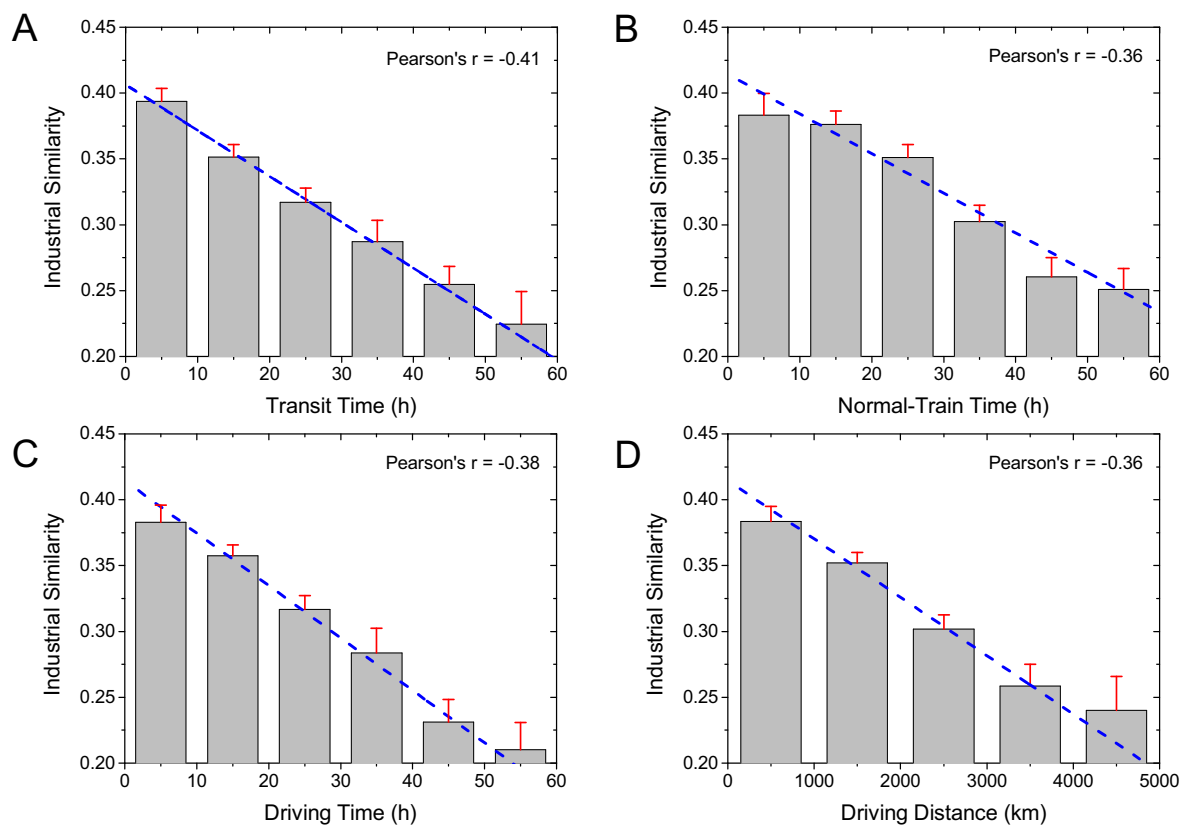 A
Pearson's r = -0.41
Industrial Similarity
0.45
0.40
0.35
0.30
0.25
0.20
0 10 20 30 40 50 60
Transit Time (h)
B
Pearson's r = -0.36
Industrial Similarity
0.45
0.40
0.35
0.30
0.25
0.20
0 10 20 30 40 50 60
Normal-Train Time (h)
C
Pearson's r = -0.38
Industrial Similarity
0.45
0.40
0.35
0.30
0.25
0.20
0 10 20 30 40 50 60
Driving Time (h)
D
Pearson's r = -0.36
Industrial Similarity
0.45
0.40
0.35
0.30
0.25
0.20
0 1000 2000 3000 4000 5000
Driving Distance (km)